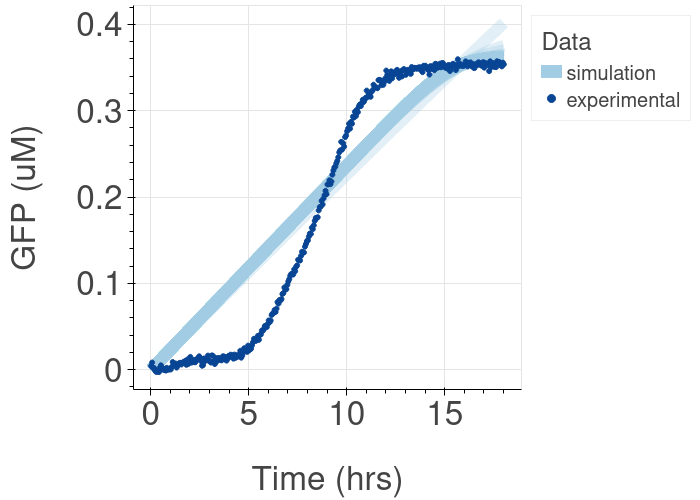 0.4
0.3
0.2
0.1
0
GFP (uM)
0 5 10 15
Time (hrs)
Data
simulation
experimental